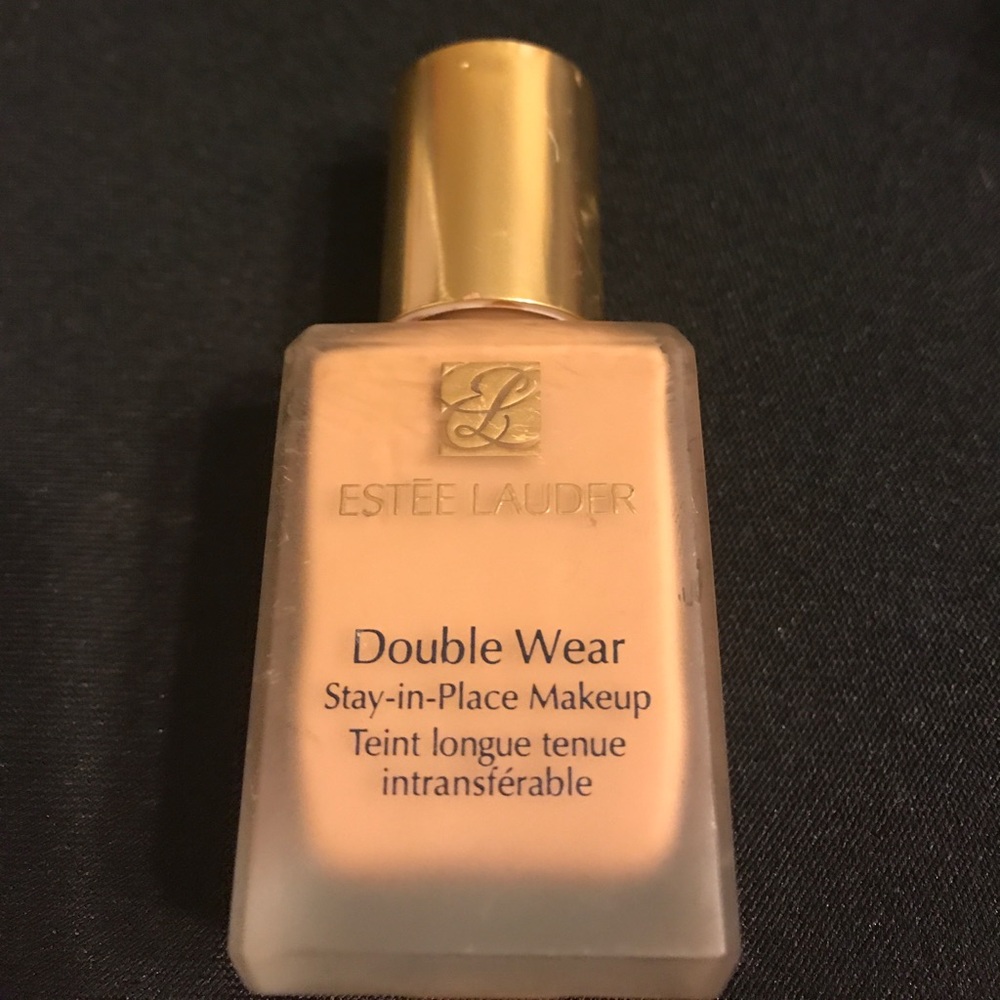 EL
ESTĒE LAUDER
Double Wear
Stay-in-Place Makeup
Teint longue tenue
intransférable